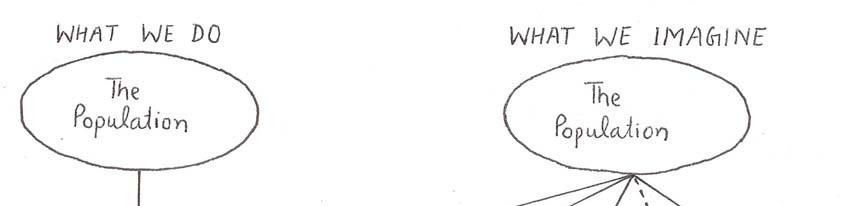 WHAT WE DO
The
Population
WHAT WE IMAGINE
The
Population